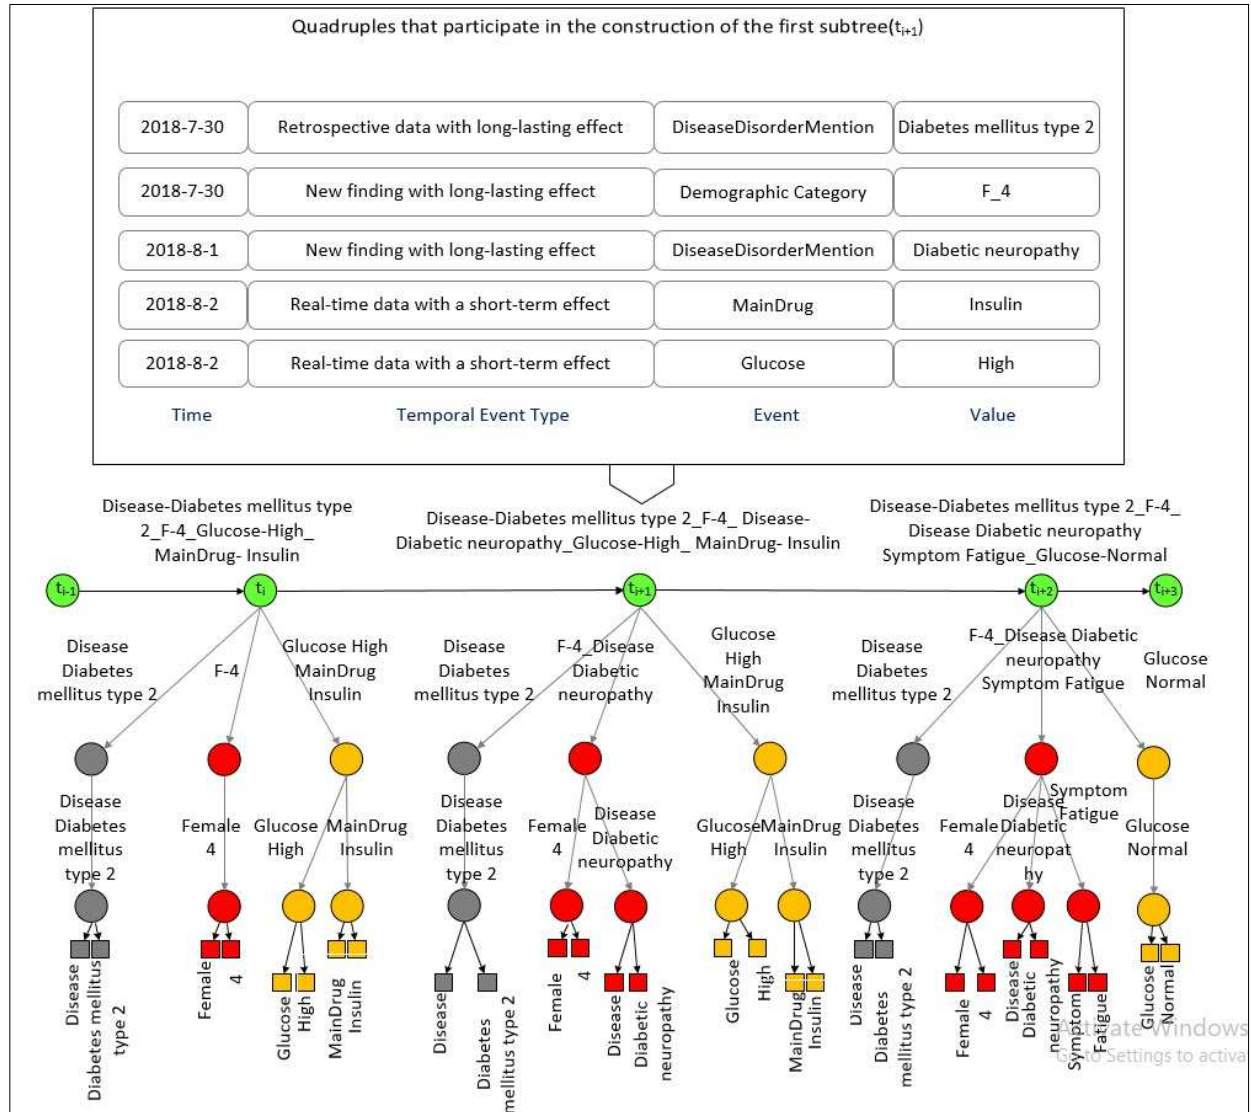 Quadruples that participate in the construction of the first subtree(ti+1)
2018-7-30 Retrospective data with long-lasting effect DiseaseDisorderMention Diabetes mellitus type 2
2018-7-30 New finding with long-lasting effect Demographic Category F_4
2018-8-1 New finding with long-lasting effect DiseaseDisorderMention Diabetic neuropathy
2018-8-2 Real-time data with a short-term effect MainDrug Insulin
2018-8-2 Real-time data with a short-term effect Glucose High
Time Temporal Event Type Event Value
Disease-Diabetes mellitus type
2_F-4_Glucose-High_
MainDrug- Insulin
Disease-Diabetes mellitus type 2_F-4_ Disease-
Diabetic neuropathy_Glucose-High_ MainDrug- Insulin
Disease-Diabetes mellitus type 2_F-4_
Disease Diabetic neuropathy
Symptom Fatigue_Glucose-Normal
ti-1
ti
ti+1
ti+2
ti+3
Disease
Diabetes
mellitus type 2
F-4
Glucose High
MainDrug
Insulin
Disease
Diabetes
mellitus type 2
F-4_Disease
Diabetic
neuropathy
Glucose
High
MainDrug
Insulin
Disease
Diabetes
mellitus type 2
F-4_Disease Diabetic
neuropathy
Symptom Fatigue
Glucose
Normal
Disease
Diabetes
mellitus
type 2
Female
4
Glucose
High
MainDrug
Insulin
Disease
Diabetes
mellitus
type 2
Female
4
Disease
Diabetic
neuropathy
Glucose
High
MainDrug
Insulin
Disease
Diabetes
mellitus
type 2
Female
4
Disease
Diabetic
neuropat
hy
Symptom
Fatigue
Glucose
Normal
Disease
Diabetes mellitus
type 2
Female
4
Glucose
High
MainDrug
Insulin
Disease
Diabetes
mellitus type 2
Female
4
Disease
Diabetic
neuropathy
Glucose
High
MainDrug
Insulin
Disease
Diabetes
mellitus type 2
Female
4
Disease
Diabetic
neuropathy
Symptom
Fatigue
Glucose
Normal
Activate Windows
Go to Settings to activa